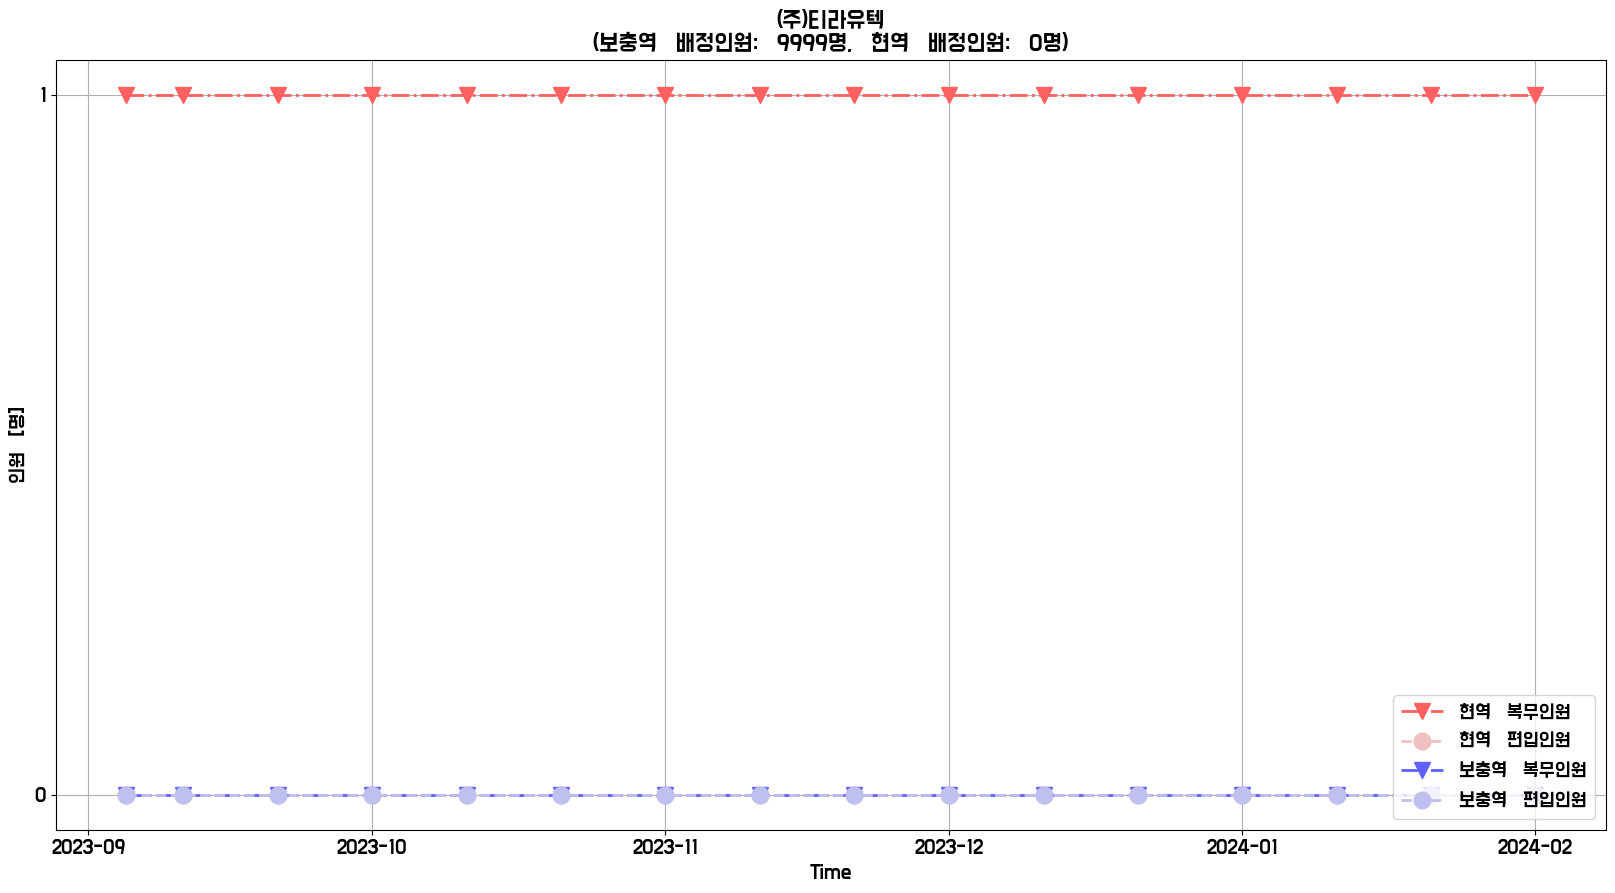 (주)티라유텍
(보충역 배정인원: 9999명, 현역 배정인원: 0명)
1
인원 [명]
현역 복무인원
현역 편입인원
보충역 복무인원
보충역 편입인원
0
2023-09 2023-10 2023-11 2023-12 2024-01 2024-02
Time